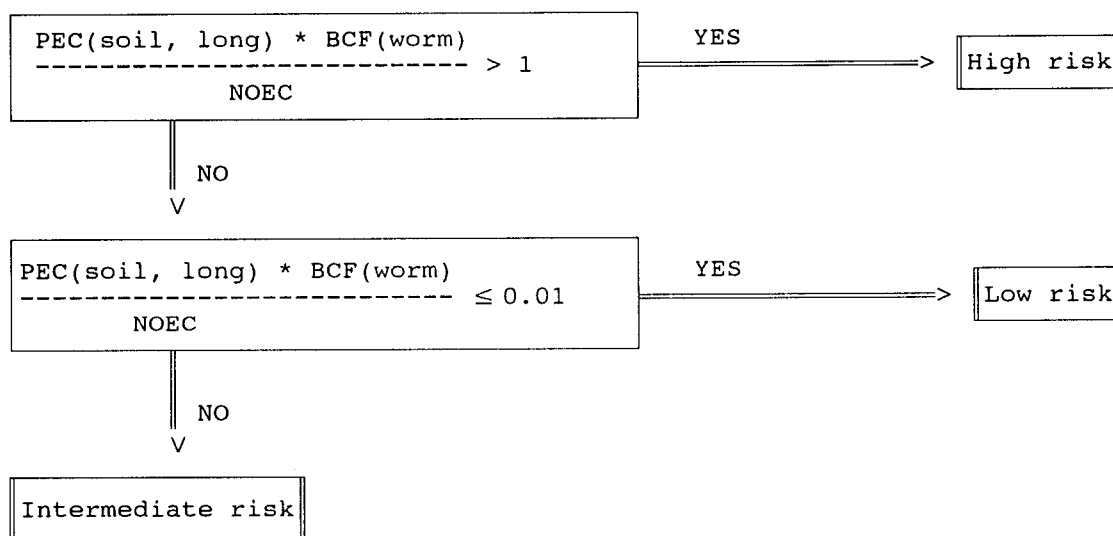 PEC(soil, long) * BCF(worm)
--------------------------- > 1
NOEC
YES
High risk
NO
PEC(soil, long) * BCF(worm)
--------------------------- ≤ 0.01
NOEC
YES
Low risk
NO
Intermediate risk